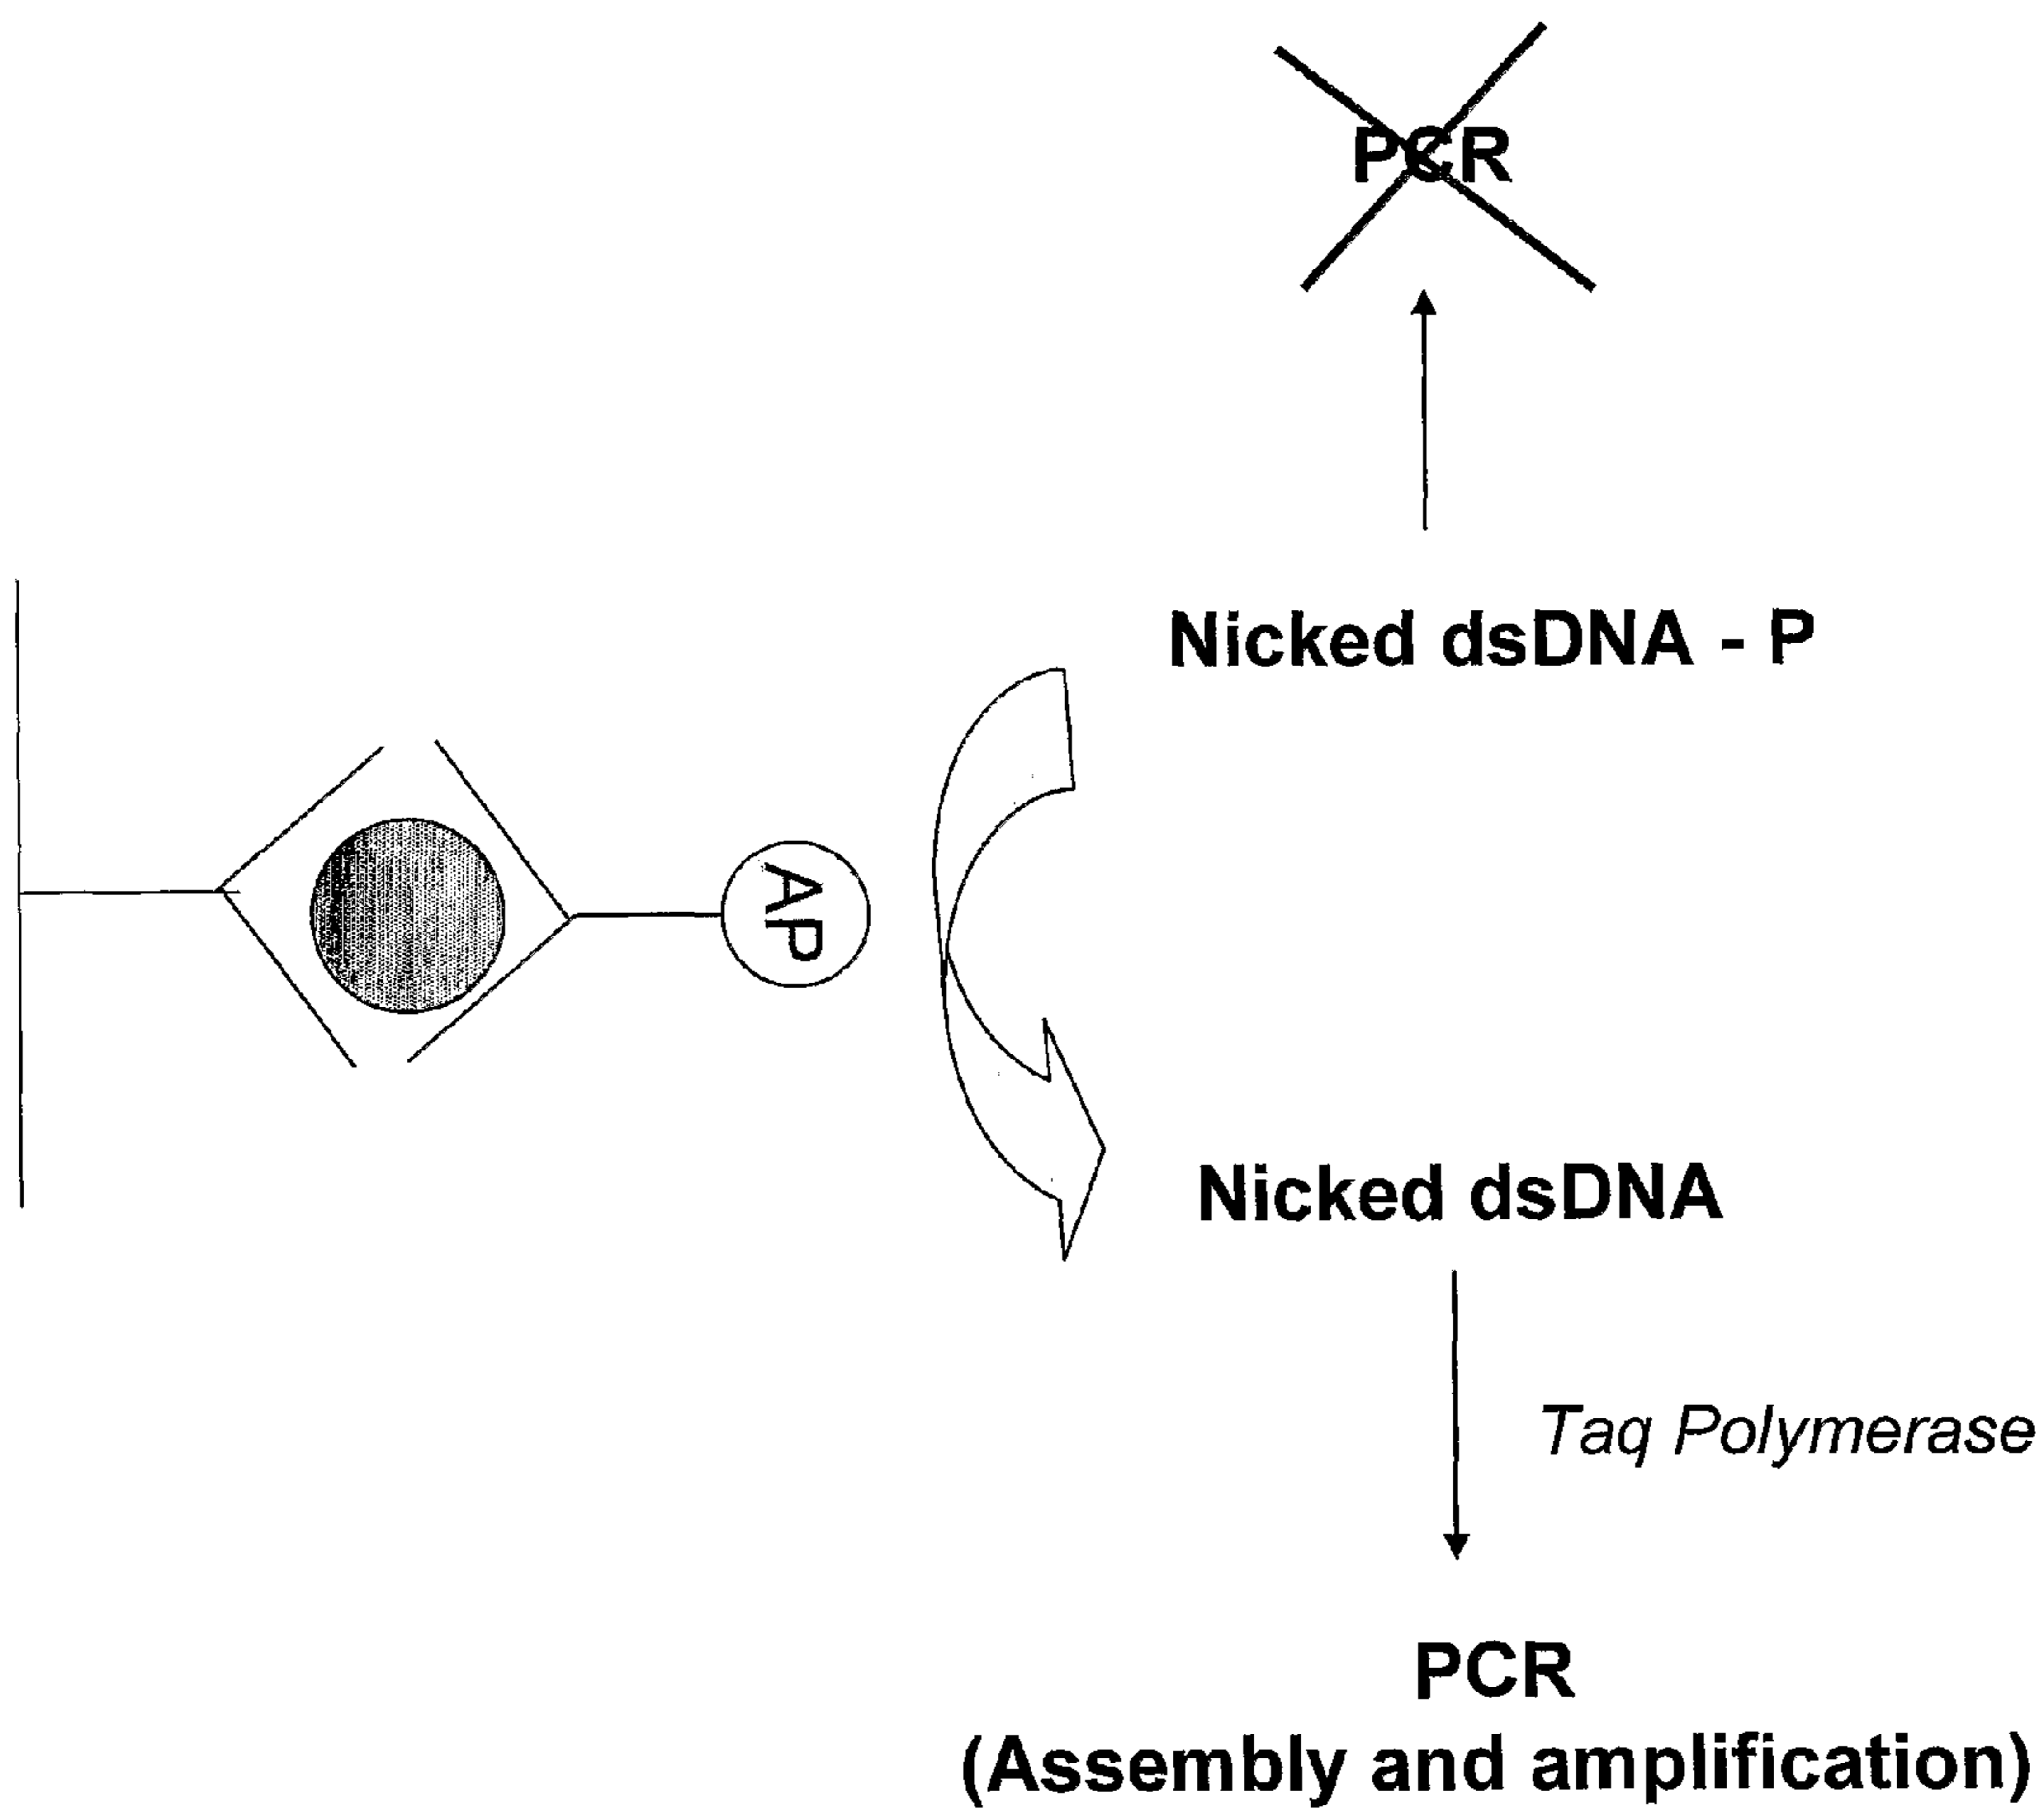 PCR
Nicked dsDNA - P
AP
Nicked dsDNA
Taq Polymerase
PCR
(Assembly and amplification)